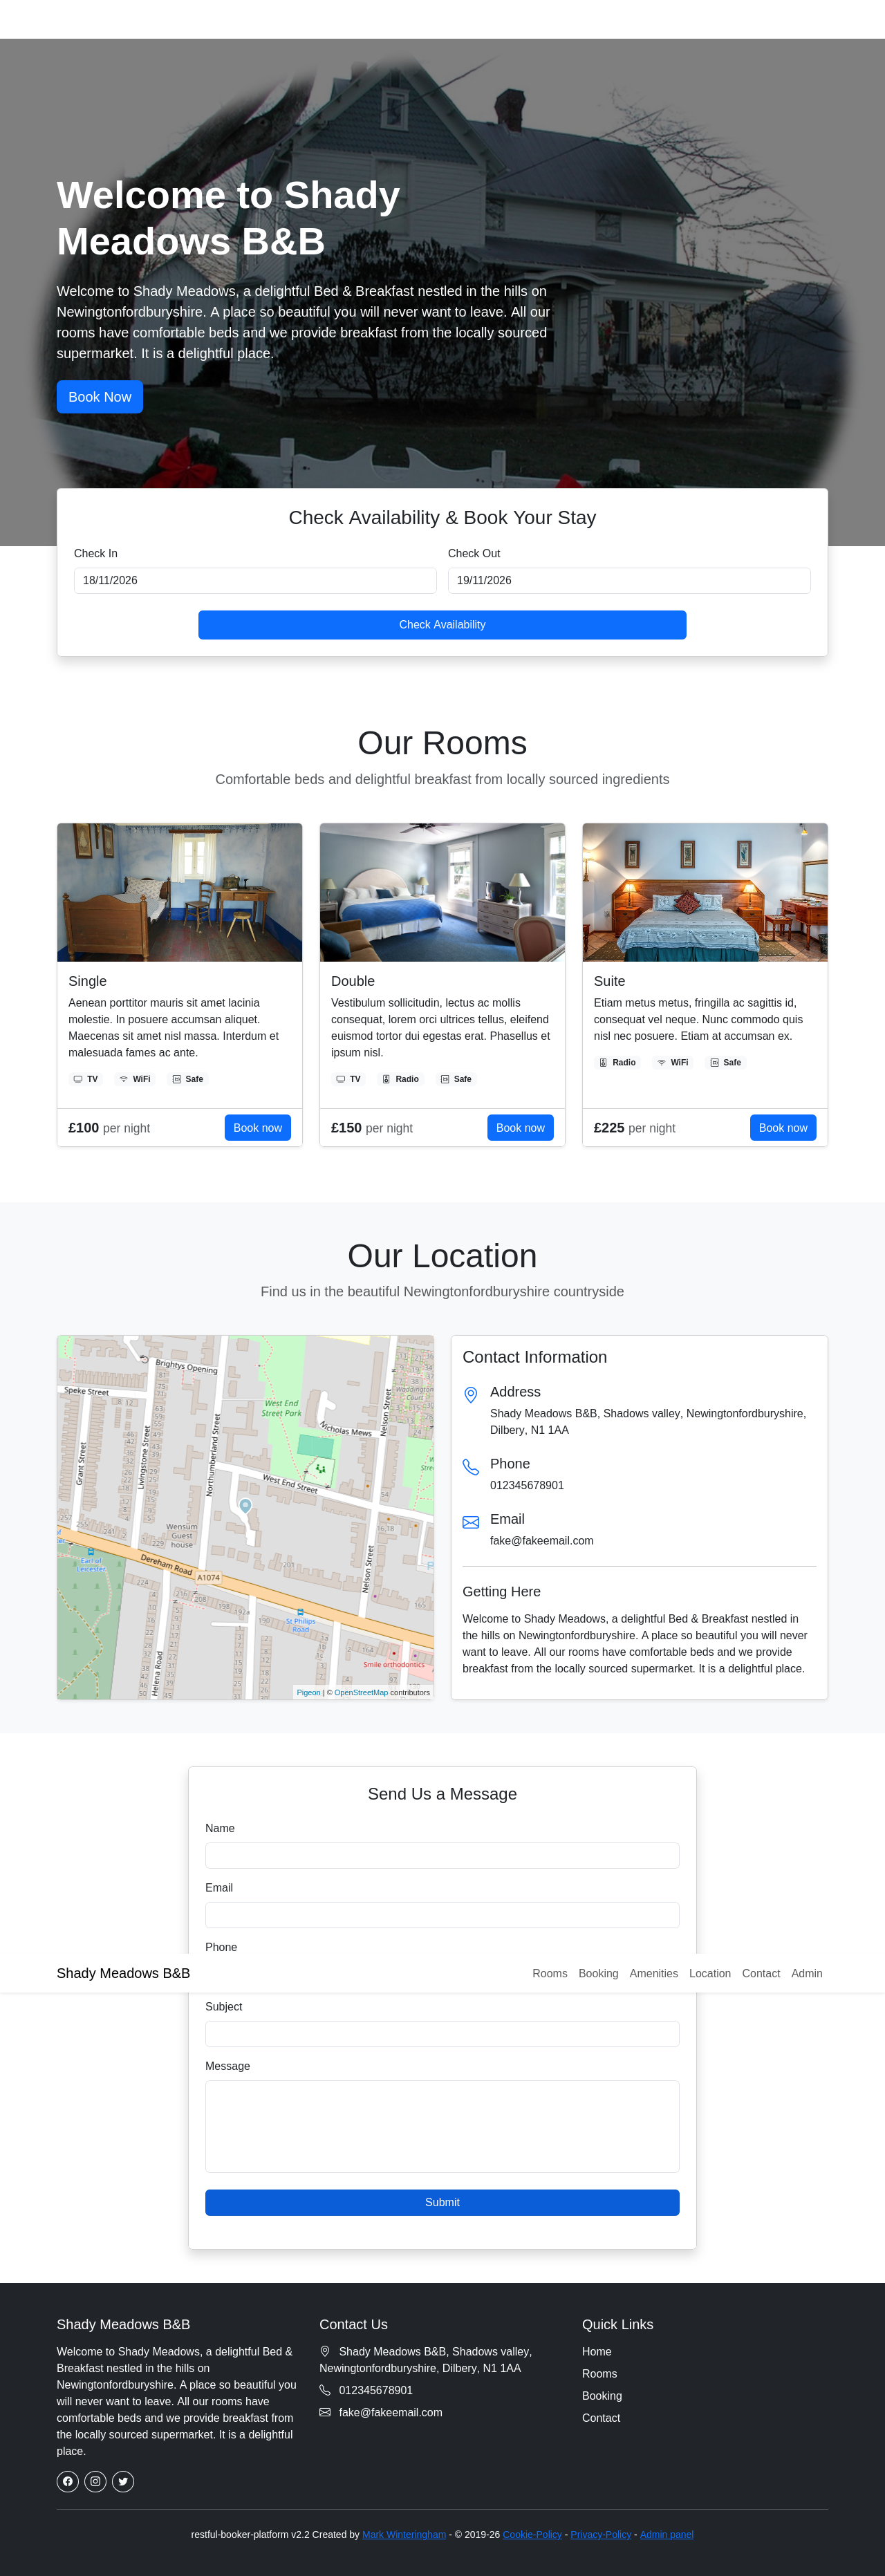 Welcome to Shady
Meadows B&B
Welcome to Shady Meadows, a delightful Bed & Breakfast nestled in the hills on
Newingtonfordburyshire. A place so beautiful you will never want to leave. All our
rooms have comfortable beds and we provide breakfast from the locally sourced
supermarket. It is a delightful place.
Book Now
Check Availability & Book Your Stay
Check In
Check Out
18/11/2026
19/11/2026
Check Availability
Our Rooms
Comfortable beds and delightful breakfast from locally sourced ingredients
Single
Aenean porttitor mauris sit amet lacinia
molestie. In posuere accumsan aliquet.
Maecenas sit amet nisl massa. Interdum et
malesuada fames ac ante.
TV WiFi Safe
£100 per night
Book now
Double
Vestibulum sollicitudin, lectus ac mollis
consequat, lorem orci ultrices tellus, eleifend
euismod tortor dui egestas erat. Phasellus et
ipsum nisl.
TV Radio Safe
£150 per night
Book now
Suite
Etiam metus metus, fringilla ac sagittis id,
consequat vel neque. Nunc commodo quis
nisl nec posuere. Etiam at accumsan ex.
Radio WiFi Safe
£225 per night
Book now
Our Location
Find us in the beautiful Newingtonfordburyshire countryside
Brightys Opening
Speke Street
West End
Street Park
Waddington
Court
Nelson Street
Nicholas Mews
Grant Street
Livingstone Street
Northumberland Street
West End Street
Wensum
Guest
house
16,18
Earl of
Leicester
Dereham Road
201
A1074
Nelson Street
192a
St Philips
Road
165
Helena Road
Smile orthodontics
Pigeon | © OpenStreetMap contributors
Contact Information
Address
Shady Meadows B&B, Shadows valley, Newingtonfordburyshire,
Dilbery, N1 1AA
Phone
012345678901
Email
fake@fakeemail.com
Getting Here
Welcome to Shady Meadows, a delightful Bed & Breakfast nestled in
the hills on Newingtonfordburyshire. A place so beautiful you will never
want to leave. All our rooms have comfortable beds and we provide
breakfast from the locally sourced supermarket. It is a delightful place.
Send Us a Message
Name
Email
Phone
Shady Meadows B&B
Rooms Booking Amenities Location Contact Admin
Subject
Message
Submit
Shady Meadows B&B
Welcome to Shady Meadows, a delightful Bed &
Breakfast nestled in the hills on
Newingtonfordburyshire. A place so beautiful you
will never want to leave. All our rooms have
comfortable beds and we provide breakfast from
the locally sourced supermarket. It is a delightful
place.
Contact Us
Shady Meadows B&B, Shadows valley,
Newingtonfordburyshire, Dilbery, N1 1AA
012345678901
fake@fakeemail.com
Quick Links
Home
Rooms
Booking
Contact
restful-booker-platform v2.2 Created by Mark Winteringham - © 2019-26 Cookie-Policy - Privacy-Policy - Admin panel